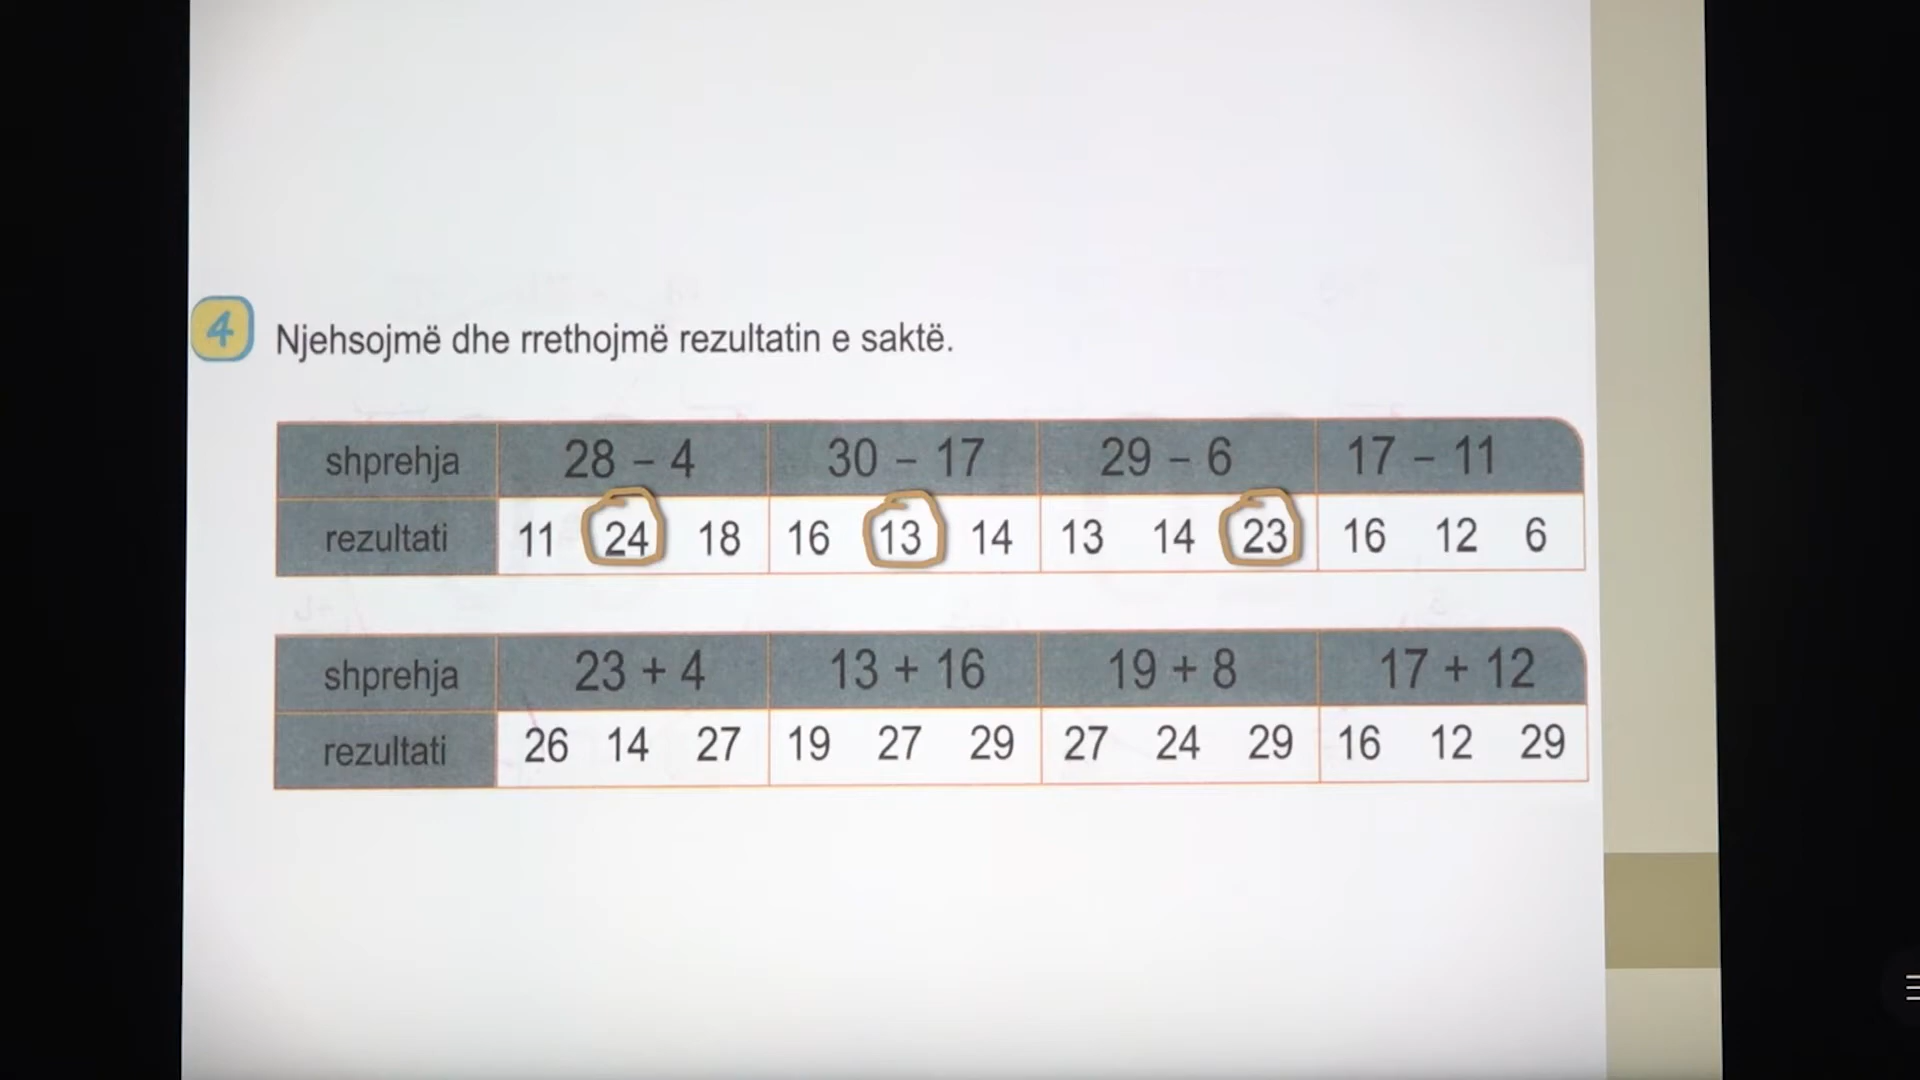 4 Njehsojmë dhe rrethojmë rezultatin e saktë.
shprehja 28 – 4 30 – 17 29 – 6 17 – 11
rezultati 11 24 18 16 13 14 13 14 23 16 12 6
shprehja 23 + 4 13 + 16 19 + 8 17 + 12
rezultati 26 14 27 19 27 29 27 24 29 16 12 29